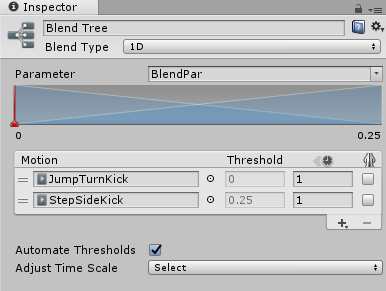 Inspector
Blend Tree
Blend Type 1D
Parameter BlendPar
0 0.25
Motion Threshold
JumpTurnKick 0 1
StepSideKick 0.25 1
Automate Thresholds
Adjust Time Scale Select